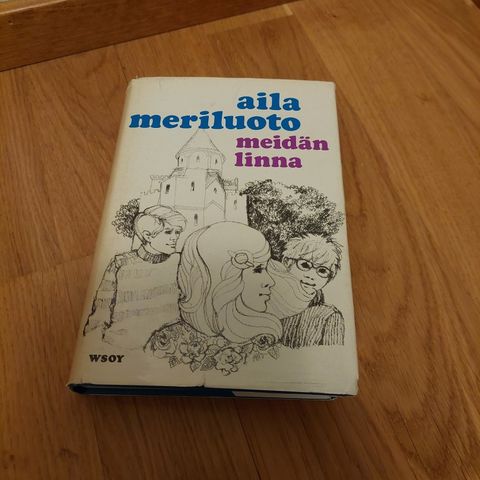 aila
meriluoto
meidän
linna
WSOY